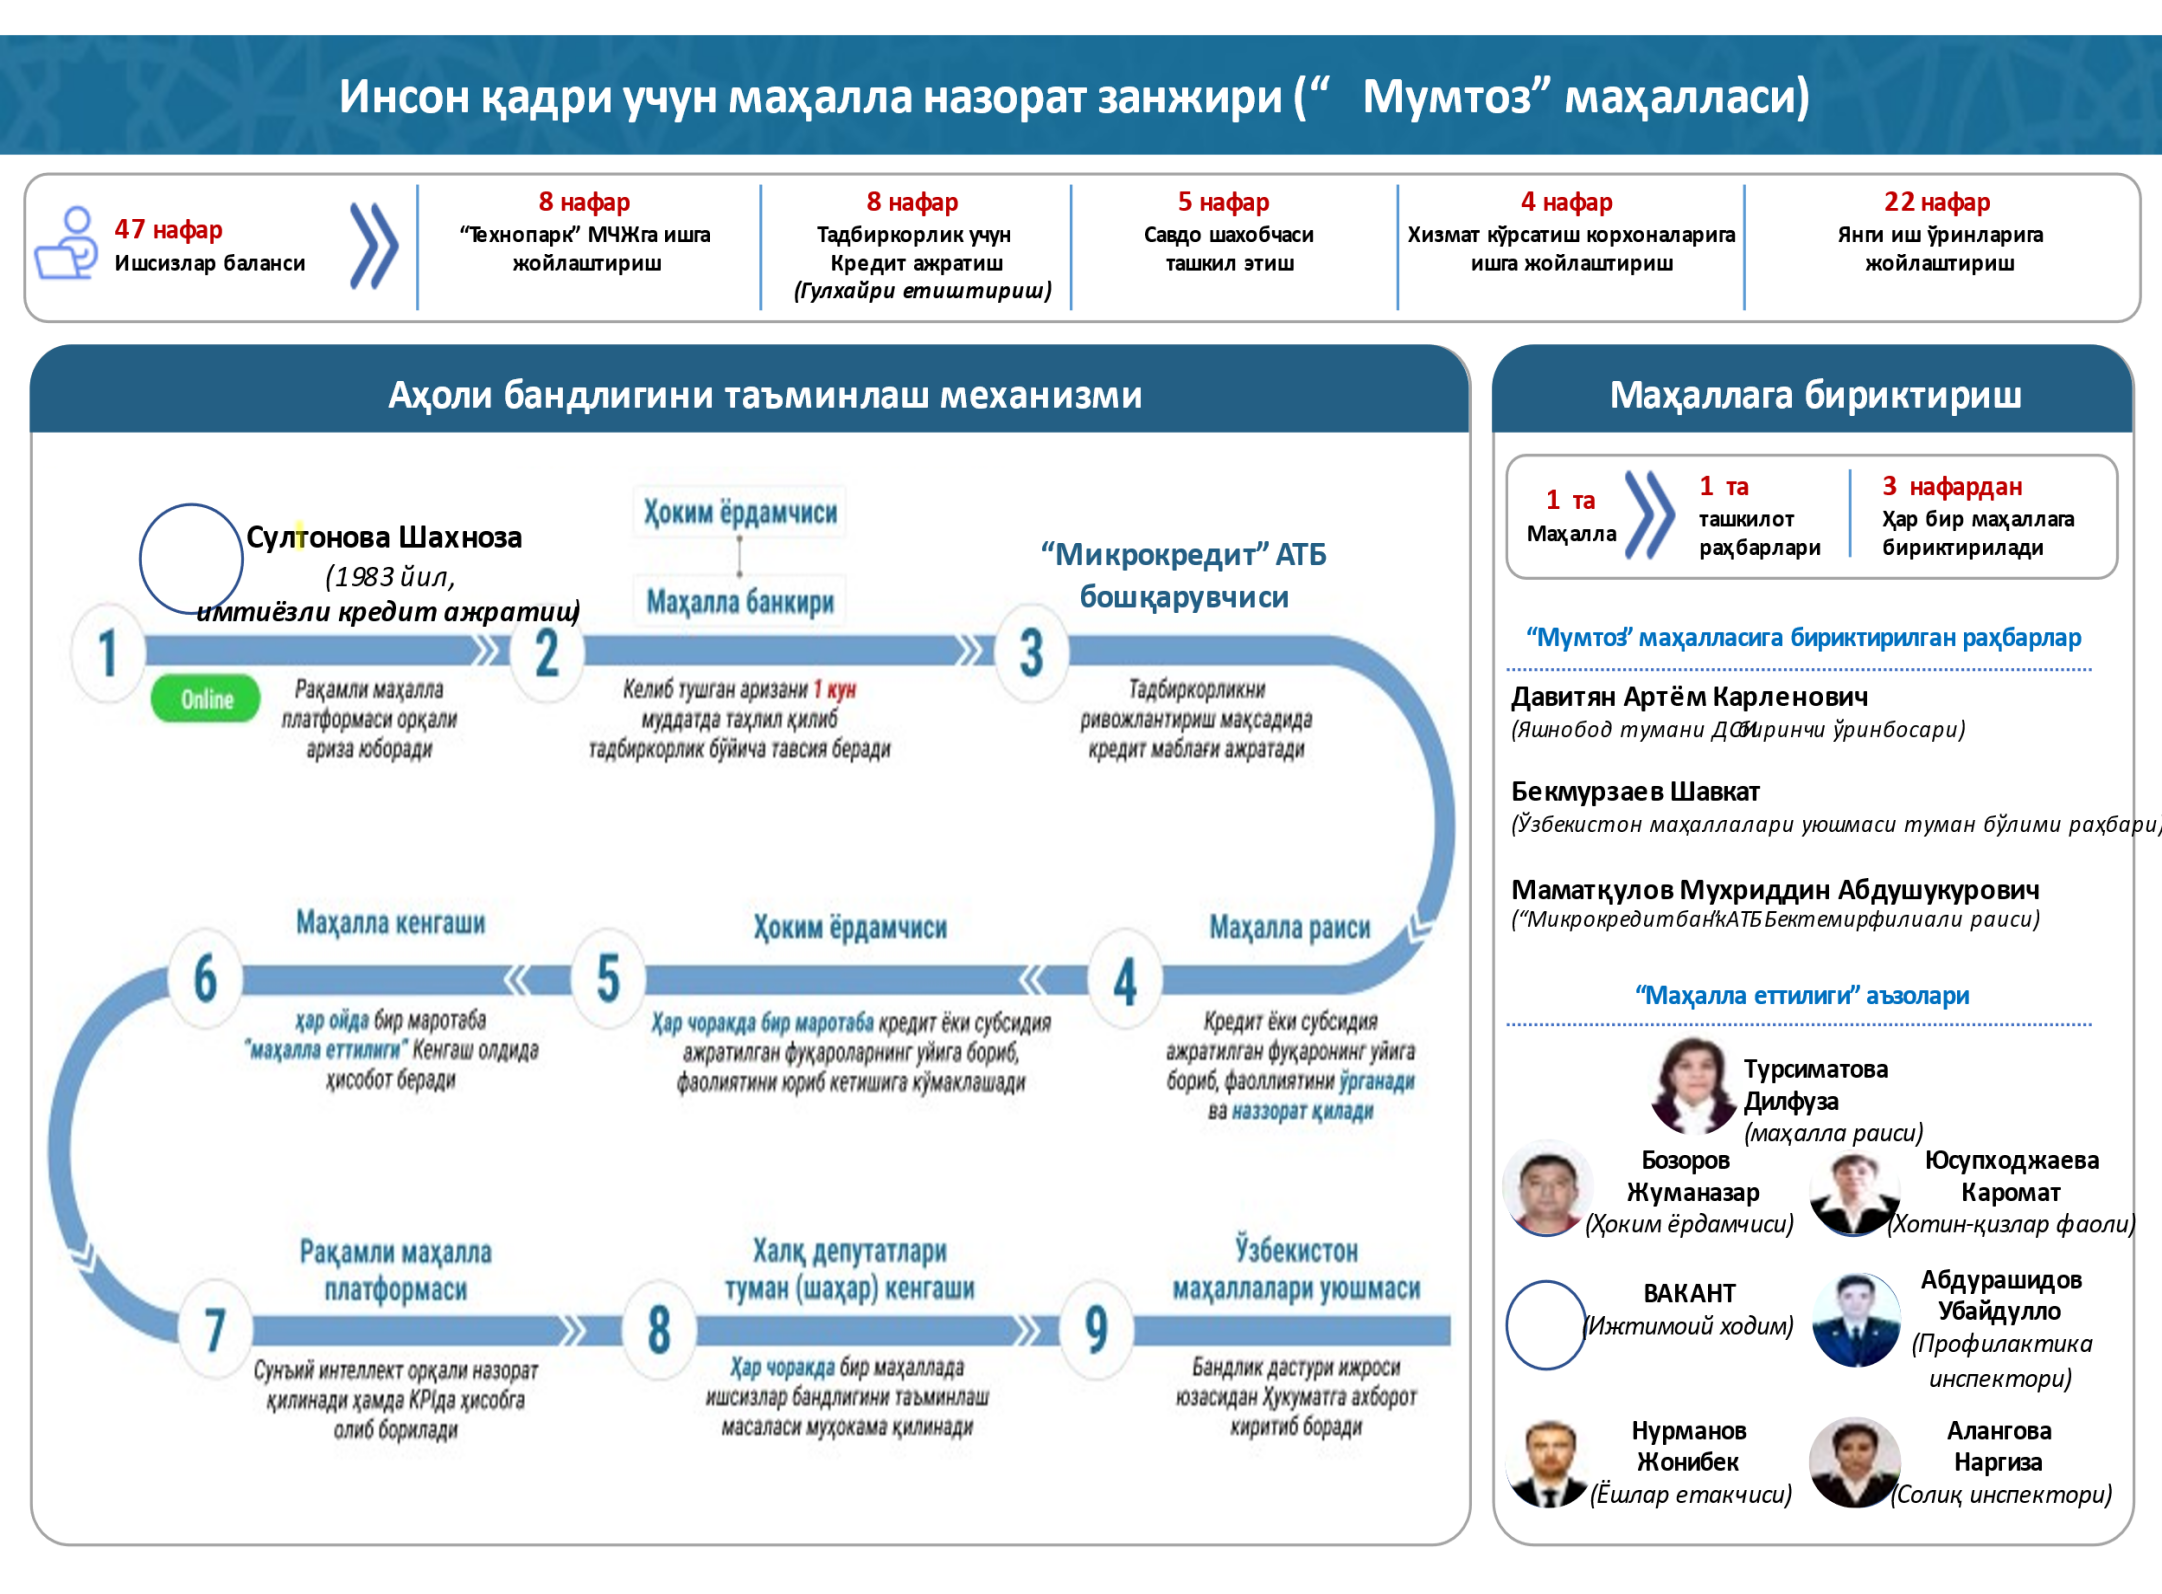 Инсон қадри учун маҳалла назорат занжири (“ Мумтоз” маҳалласи)
47 нафар
Ишсизлар баланси
8 нафар
“Технопарк” МЧЖга ишга
жойлаштириш
8 нафар
Тадбиркорлик учун
Кредит ажратиш
(Гулхайри етиштириш)
5 нафар
Савдо шахобчаси
ташкил этиш
4 нафар
Хизмат кўрсатиш корхоналарига
ишга жойлаштириш
22 нафар
Янги иш ўринларига
жойлаштириш
Аҳоли бандлигини таъминлаш механизми
Султонова Шахноза
(1983 йил,
имтиёзли кредит ажратиш)
1
Online
Рақамли маҳалла
платформаси орқали
ариза юборади
Ҳоким ёрдамчиси
Маҳалла банкири
2
Келиб тушган аризани 1 кун
муддатда таҳлил қилиб
тадбиркорлик бўйича тавсия беради
“Микрокредит” АТБ
бошқарувчиси
3
Тадбиркорликни
ривожлантириш мақсадида
кредит маблағи ажратади
Маҳалла раиси
4
Кредит ёки субсидия
ажратилган фуқаронинг уйига
бориб, фаоллиятини ўрганади
ва наззорат қилади
Ҳоким ёрдамчиси
5
Ҳар чоракда бир маротаба кредит ёки субсидия
ажратилган фуқароларнинг уйига бориб,
фаолиятини юриб кетишига кўмаклашади
Маҳалла кенгаши
6
ҳар ойда бир маротаба
“маҳалла еттилиги” Кенгаш олдида
ҳисобот беради
Рақамли маҳалла
платформаси
7
Сунъий интеллект орқали назорат
қилинади ҳамда KPIда ҳисобга
олиб борилади
Халқ депутатлари
туман (шаҳар) кенгаши
8
Ҳар чоракда бир маҳаллада
ишсизлар бандлигини таъминлаш
масаласи муҳокама қилинади
Ўзбекистон
маҳаллалари уюшмаси
9
Бандлик дастури ижроси
юзасидан Ҳукуматга ахборот
киритиб боради
Маҳаллага бириктириш
1 та
Маҳалла
1 та
ташкилот
раҳбарлари
3 нафардан
Ҳар бир маҳаллага
бириктирилади
“Мумтоз” маҳалласига бириктирилган раҳбарлар
Давитян Артём Карленович
(Яшнобод тумани ДСИ биринчи ўринбосари)
Бекмурзаев Шавкат
(Ўзбекистон маҳаллалари уюшмаси туман бўлими раҳбари)
Маматқулов Мухриддин Абдушукурович
(“Микрокредитбанк” АТБ Бектемир филиали раиси)
“Маҳалла еттилиги” аъзолари
Турсиматова
Дилфуза
(маҳалла раиси)
Бозоров
Жуманазар
(Ҳоким ёрдамчиси)
Юсупходжаева
Каромат
(Хотин-қизлар фаоли)
ВАКАНТ
(Ижтимоий ходим)
Абдурашидов
Убайдулло
(Профилактика
инспектори)
Нурманов
Жонибек
(Ёшлар етакчиси)
Алангова
Наргиза
(Солиқ инспектори)